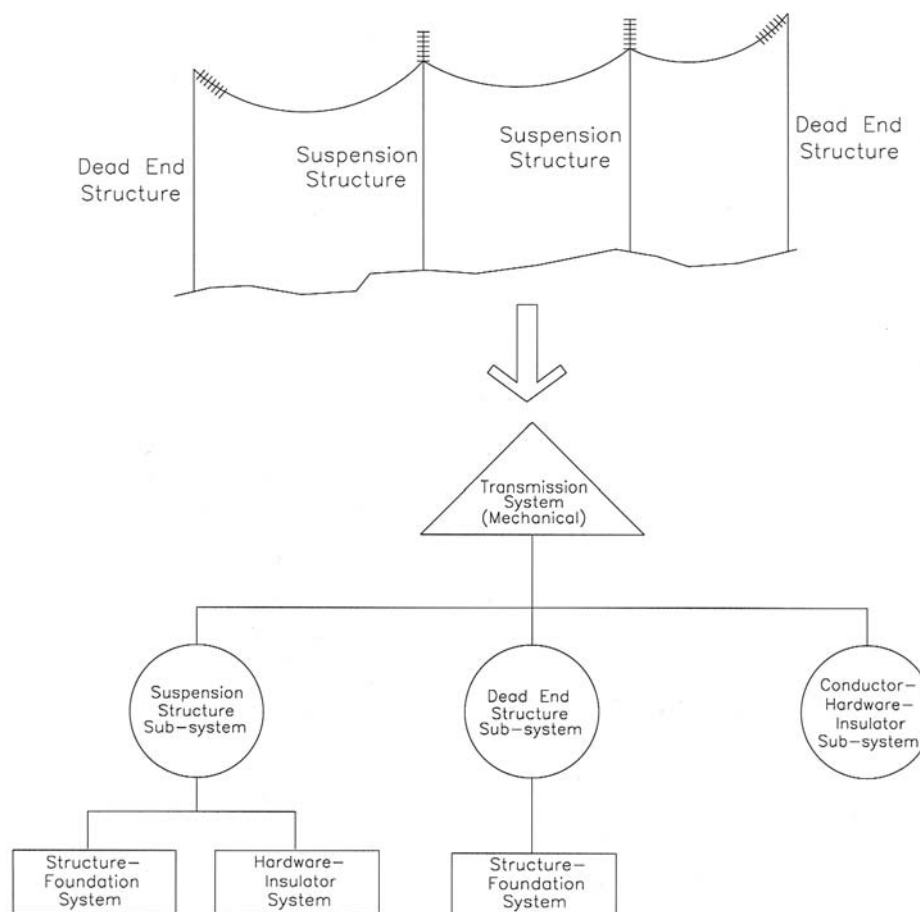 Dead End
Structure
Suspension
Structure
Suspension
Structure
Dead End
Structure
Transmission
System
(Mechanical)
Suspension
Structure
Sub-system
Dead End
Structure
Sub-system
Conductor-
Hardware-
Insulator
Sub-system
Structure-
Foundation
System
Hardware-
Insulator
System
Structure-
Foundation
System